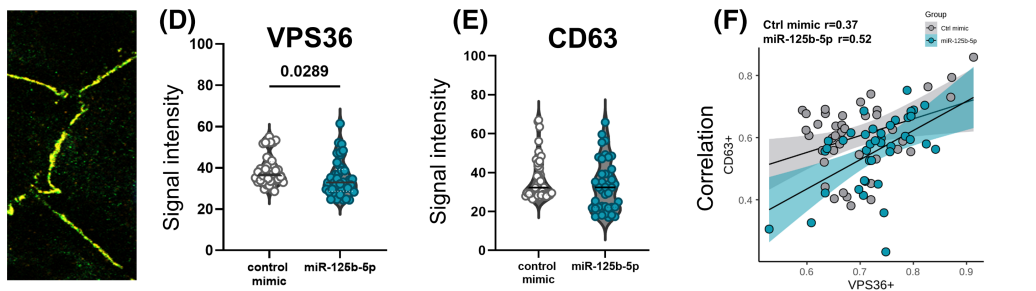 (D)
VPS36
Signal intensity
100
80
60
40
20
0
0.0289
control
mimic
miR-125b-5p
(E)
CD63
Signal intensity
100
80
60
40
20
0
control
mimic
miR-125b-5p
(F)
Ctrl mimic r=0.37
miR-125b-5p r=0.52
Group
Ctrl mimic
miR-125b-5p
Correlation
CD63+
0.8
0.6
0.4
0.6
0.7
0.8
0.9
VPS36+